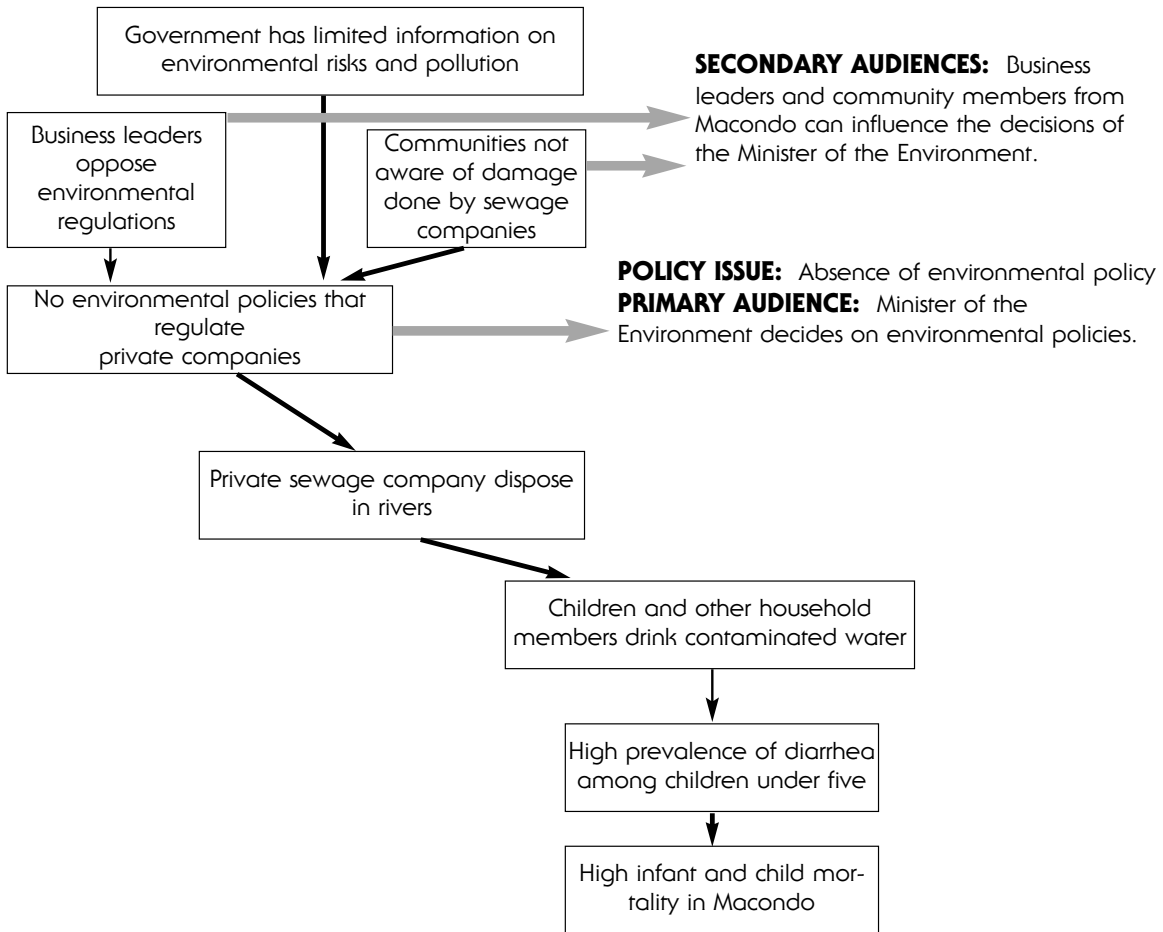 Government has limited information on
environmental risks and pollution
SECONDARY AUDIENCES: Business
leaders and community members from
Macondo can influence the decisions of
the Minister of the Environment.
Business leaders
oppose
environmental
regulations
Communities not
aware of damage
done by sewage
companies
POLICY ISSUE: Absence of environmental policy
PRIMARY AUDIENCE: Minister of the
Environment decides on environmental policies.
No environmental policies that
regulate
private companies
Private sewage company dispose
in rivers
Children and other household
members drink contaminated water
High prevalence of diarrhea
among children under five
High infant and child mor-
tality in Macondo